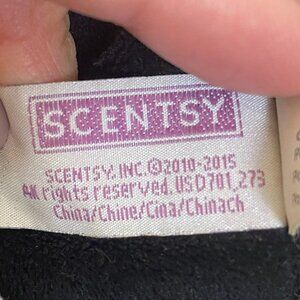 SCENTSY
SCENTSY, INC.©2010-2015
All rights reserved. USD701,273
China/Chine/Cina/Chinach